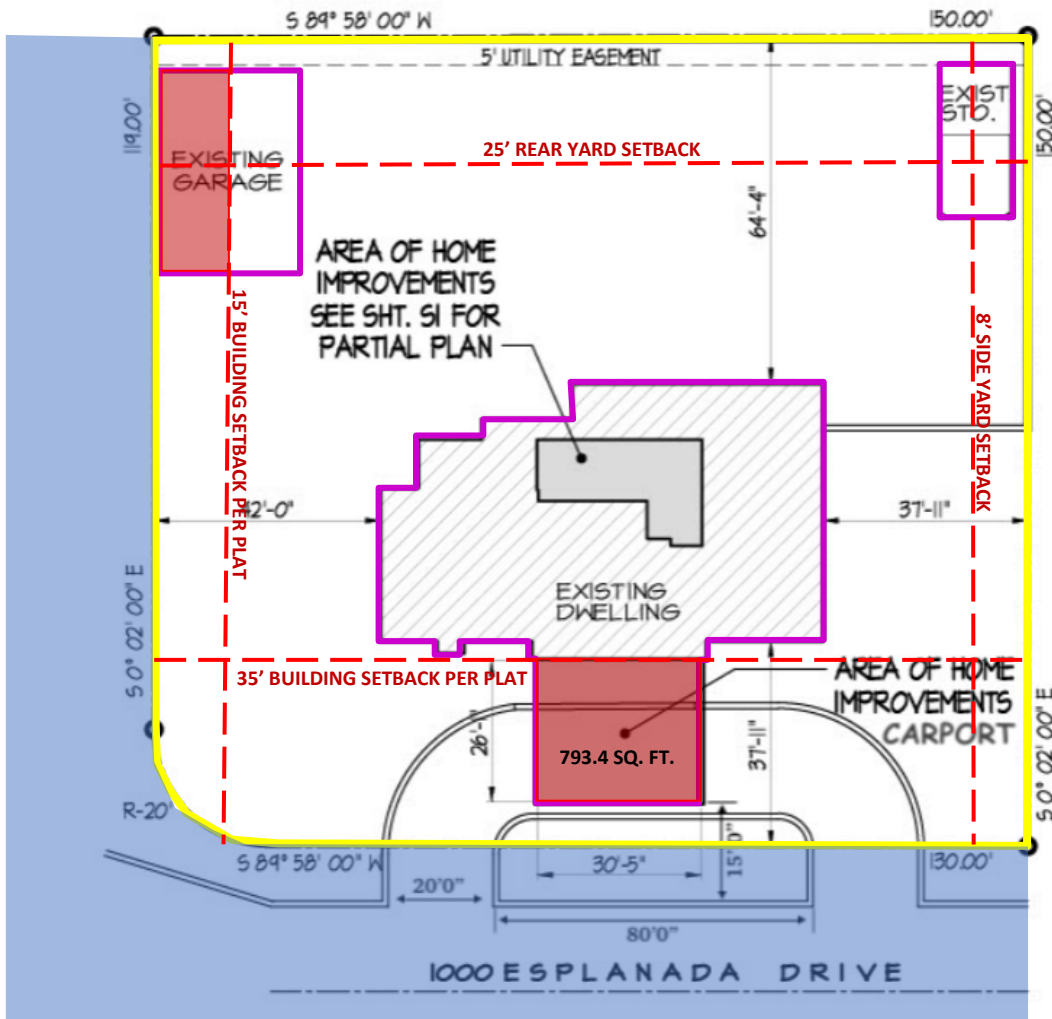 S 89° 58' 00" W
150.00'
5' UTILITY EASEMENT
119.00'
EXIST
STO.
150.00'
EXISTING
GARAGE
25' REAR YARD SETBACK
64'-4"
AREA OF HOME
IMPROVEMENTS
SEE SHT. S1 FOR
PARTIAL PLAN
15' BUILDING SETBACK PER PLAT
8' SIDE YARD SETBACK
42'-0"
37'-11"
EXISTING
DWELLING
S 0° 02' 00" E
35' BUILDING SETBACK PER PLAT
AREA OF HOME
IMPROVEMENTS
CARPORT
793.4 SQ. FT.
37'-11"
S 0° 02' 00" E
R-20'
S 89° 58' 00" W
30'-5"
15'0"
130.00'
20'0"
80'0"
1000 ESPLANADA DRIVE